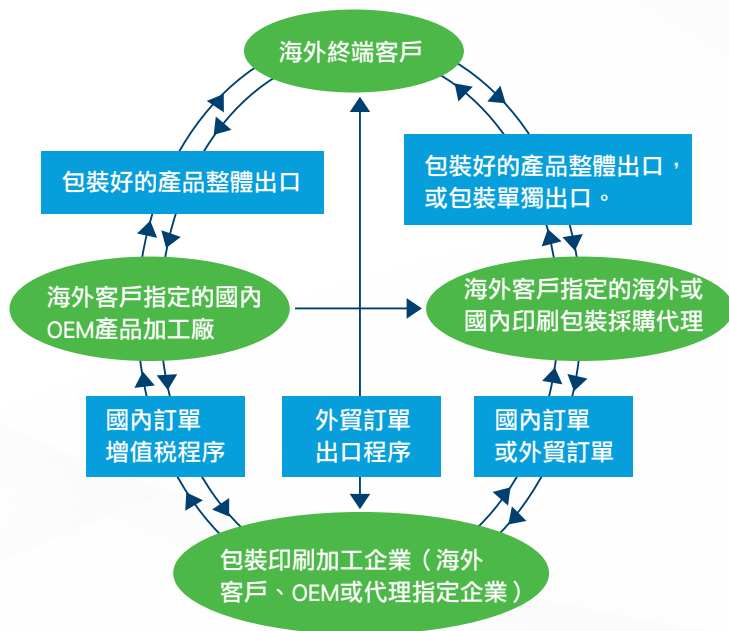 海外終端客戶
包裝好的產品整體出口
包裝好的產品整體出口，
或包裝單獨出口。
海外客戶指定的國內
OEM產品加工廠
海外客戶指定的海外或
國內印刷包裝採購代理
國內訂單
增值税程序
外貿訂單
出口程序
國內訂單
或外貿訂單
包裝印刷加工企業（海外
客戶、OEM或代理指定企業）